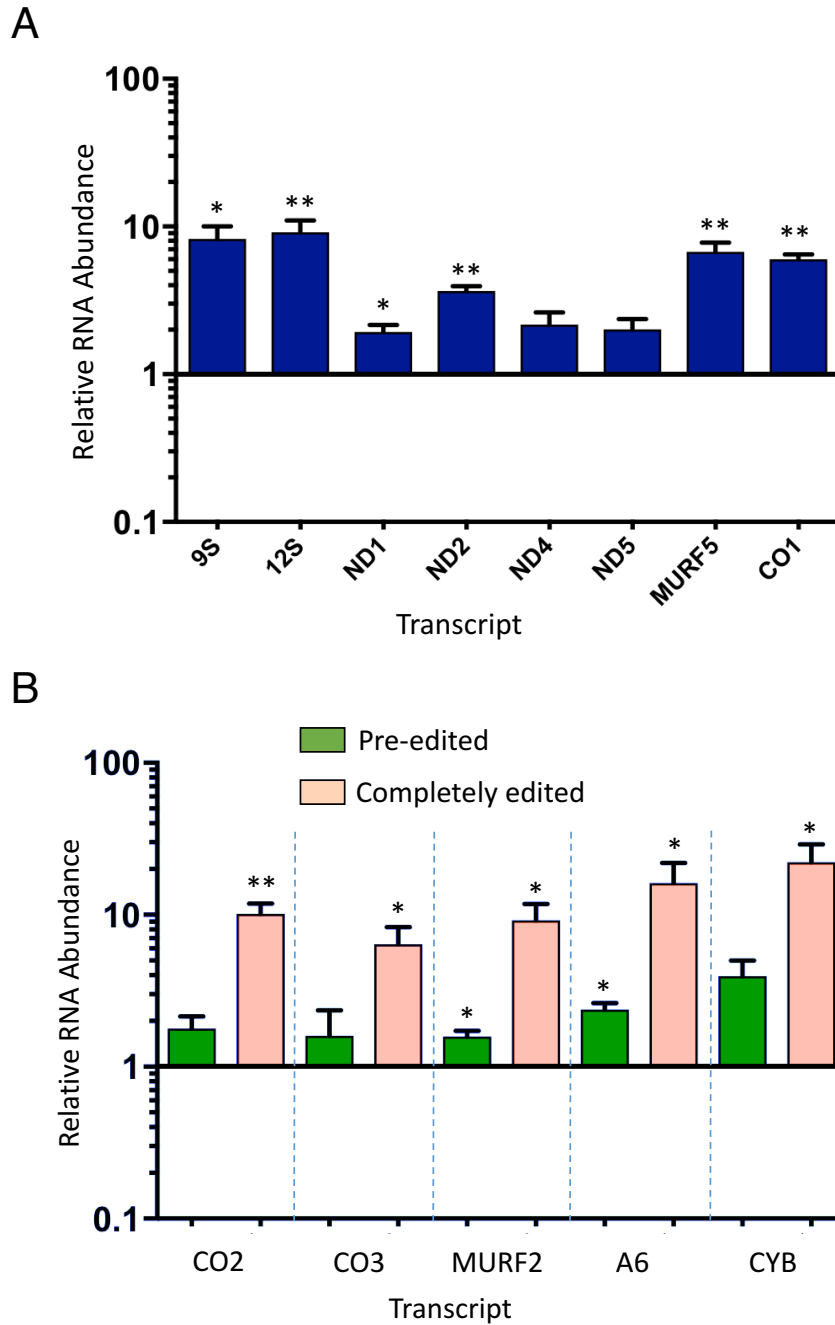 A
Relative RNA Abundance
100
10
1
0.1
* ** * ** ** **
9S 12S ND1 ND2 ND4 ND5 MURF5 CO1
Transcript
B
Pre-edited
Completely edited
Relative RNA Abundance
100
10
1
0.1
** * * * * * *
CO2 CO3 MURF2 A6 CYB
Transcript